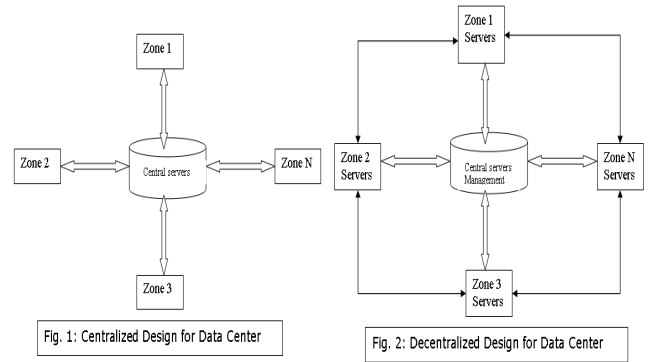 Zone 1
Zone 2
Central servers
Zone N
Zone 3
Fig. 1: Centralized Design for Data Center
Zone 1
Servers
Zone 2
Servers
Central servers
Management
Zone N
Servers
Zone 3
Servers
Fig. 2: Decentralized Design for Data Center